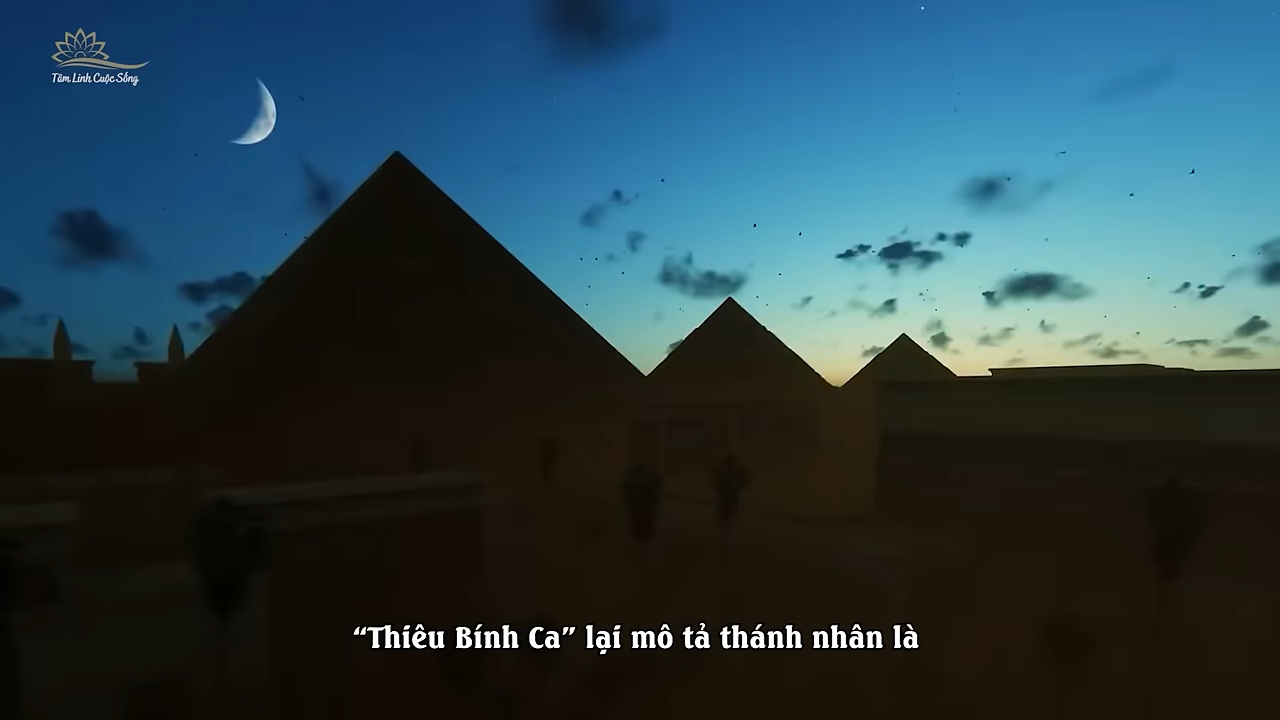 Tâm Linh Cuộc Sống
“Thiêu Bính Ca” lại mô tả thánh nhân là